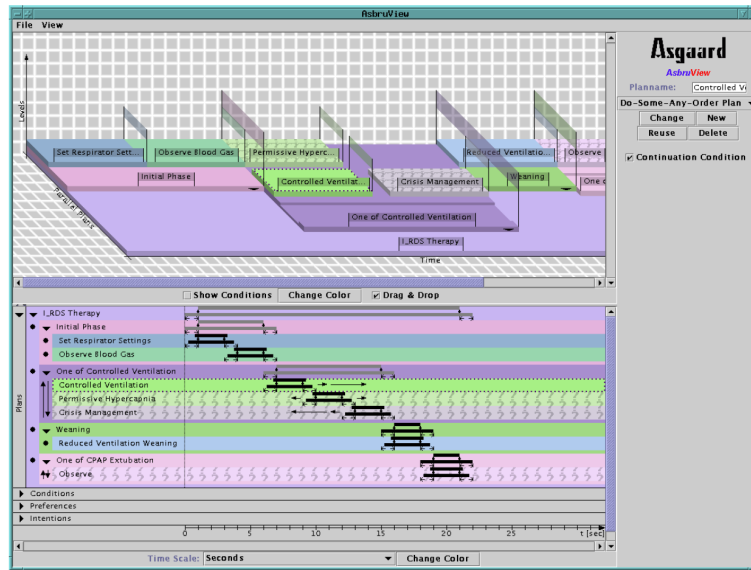 AsbruView
File View
Levels
Set Respirator Sett...
Observe Blood Gas
Permissive Hyperc...
Reduced Ventilatio...
Observe
Initial Phase
Controlled Ventilat...
Crisis Management
Weaning
One o
One of Controlled Ventilation
Parallel Plans
I_RDS Therapy
Time
Asgaard
AsbruView
Planname: Controlled Ve
Do-Some-Any-Order Plan
Change New
Reuse Delete
Continuation Condition
Show Conditions Change Color Drag & Drop
Plans
I_RDS Therapy
Initial Phase
Set Respirator Settings
Observe Blood Gas
One of Controlled Ventilation
Controlled Ventilation
Permissive Hypercapnia
Crisis Management
Weaning
Reduced Ventilation Weaning
One of CPAP Extubation
Observe
Conditions
Preferences
Intentions
0 5 10 15 20 25 t [sec]
Time Scale: Seconds Change Color